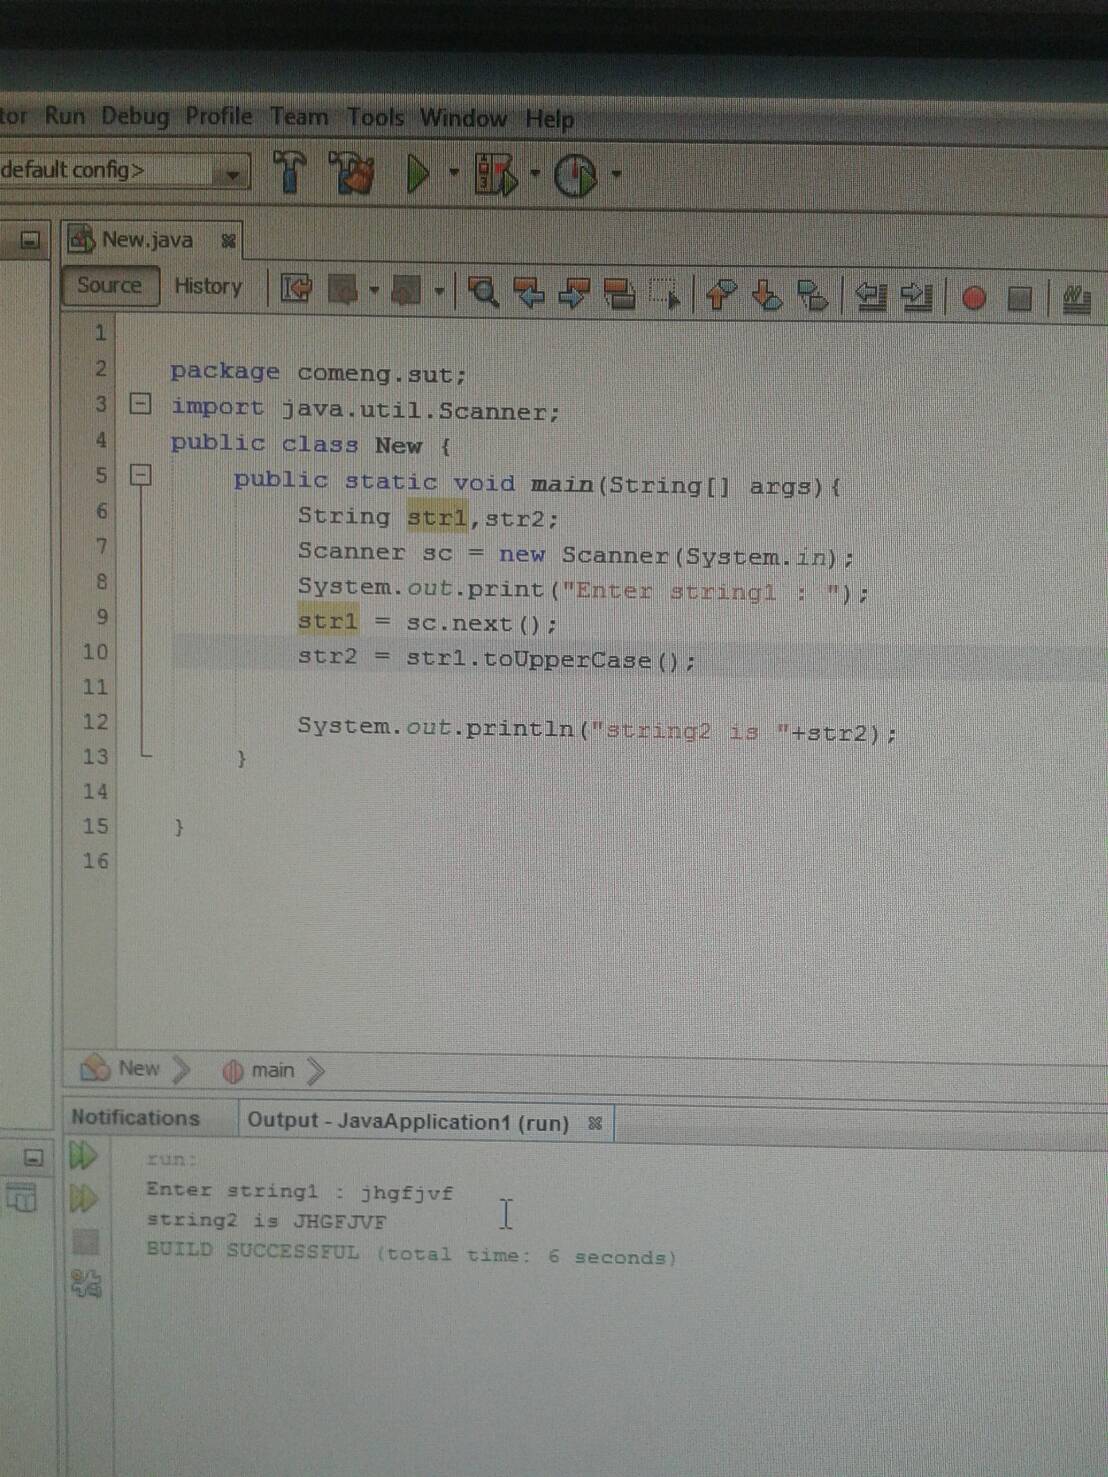 tor Run Debug Profile Team Tools Window Help
default config>
New.java
Source History
1
2 package comeng.sut;
3 import java.util.Scanner;
4 public class New {
5 public static void main(String[] args){
6 String str1,str2;
7 Scanner sc = new Scanner(System.in);
8 System.out.print("Enter string1 : ");
9 str1 = sc.next();
10 str2 = str1.toUpperCase();
11
12 System.out.println("string2 is "+str2);
13 }
14
15 }
16
New main
Notifications Output - JavaApplication1 (run)
run:
Enter string1 : jhgfjvf
string2 is JHGFJVF
BUILD SUCCESSFUL (total time: 6 seconds)